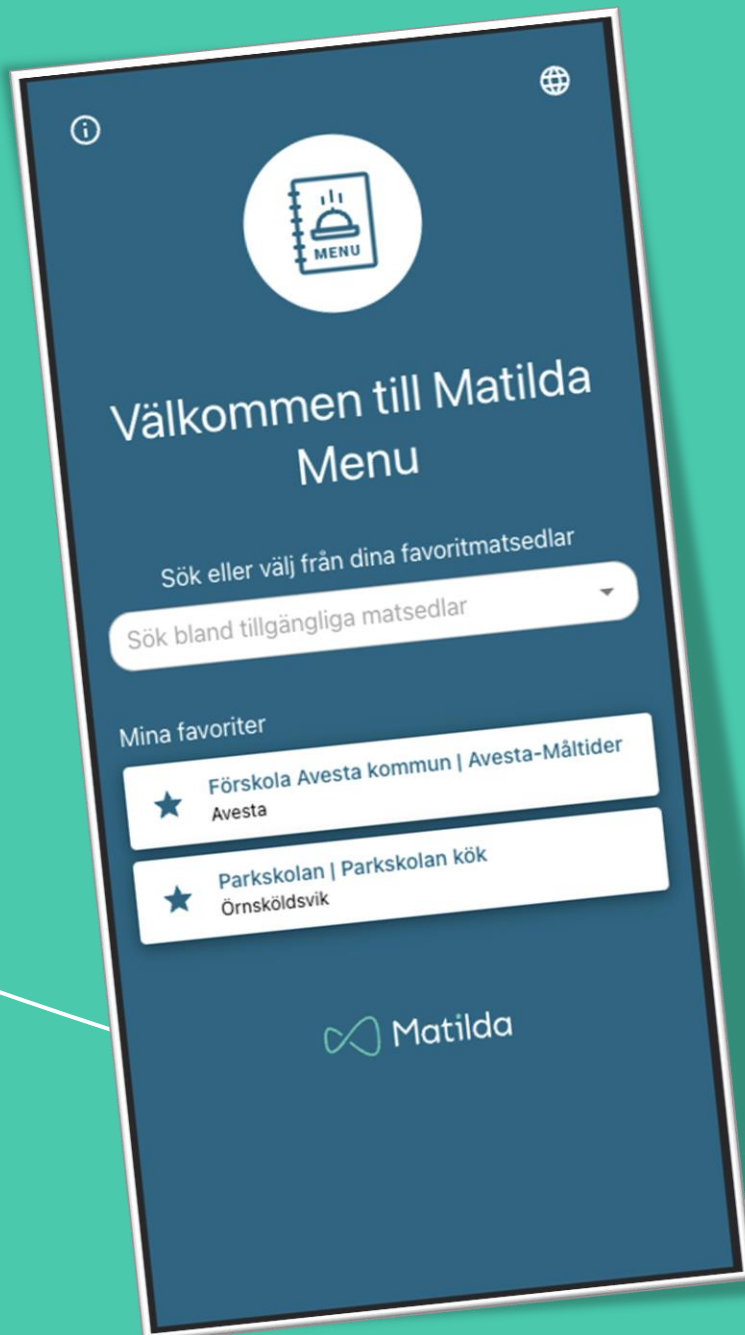 MENU
Välkommen till Matilda
Menu
Sök eller välj från dina favoritmatsedlar
Sök bland tillgängliga matsedlar
Mina favoriter
Förskola Avesta kommun | Avesta-Måltider
Avesta
Parkskolan | Parkskolan kök
Örnsköldsvik
Matilda